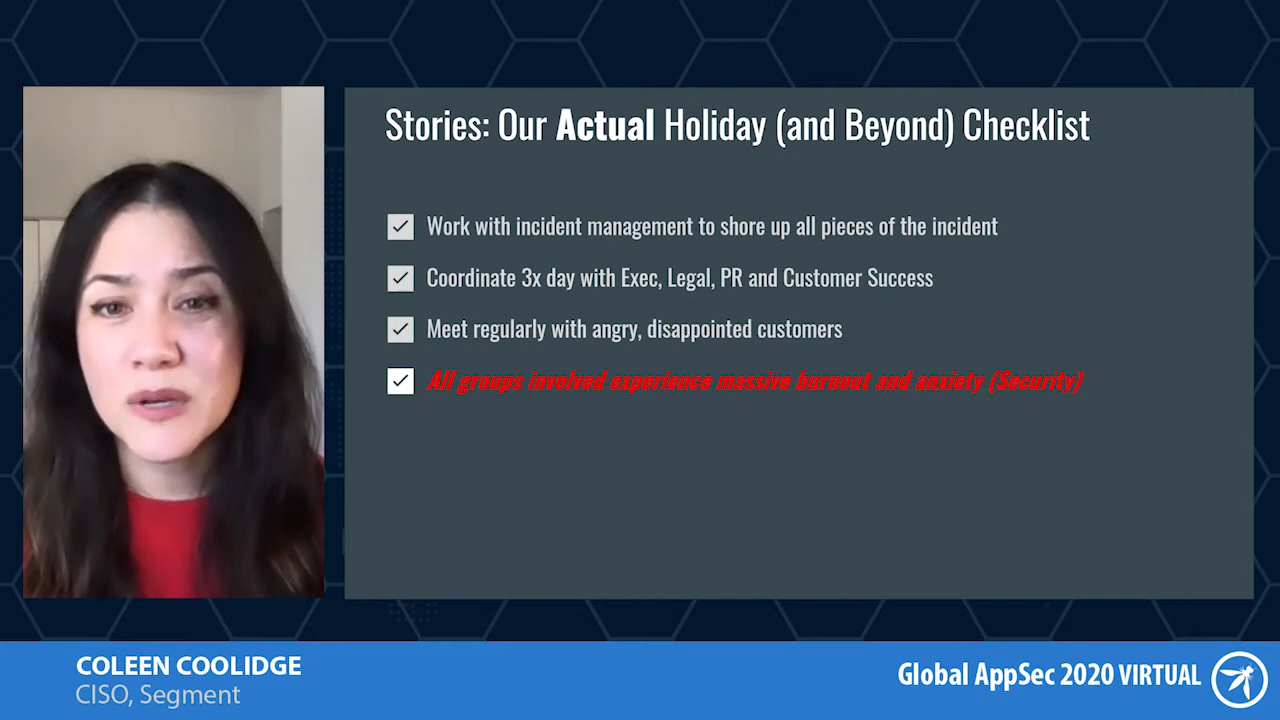 Stories: Our Actual Holiday (and Beyond) Checklist
Work with incident management to shore up all pieces of the incident
Coordinate 3x day with Exec, Legal, PR and Customer Success
Meet regularly with angry, disappointed customers
All groups involved experience massive burnout and anxiety (Security)
COLEEN COOLIDGE
CISO, Segment
Global AppSec 2020 VIRTUAL